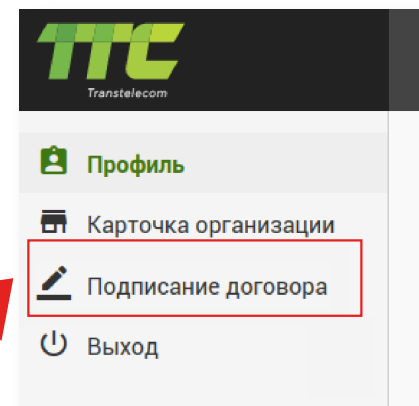 TTC
Transtelecom
Профиль
Карточка организации
Подписание договора
Выход